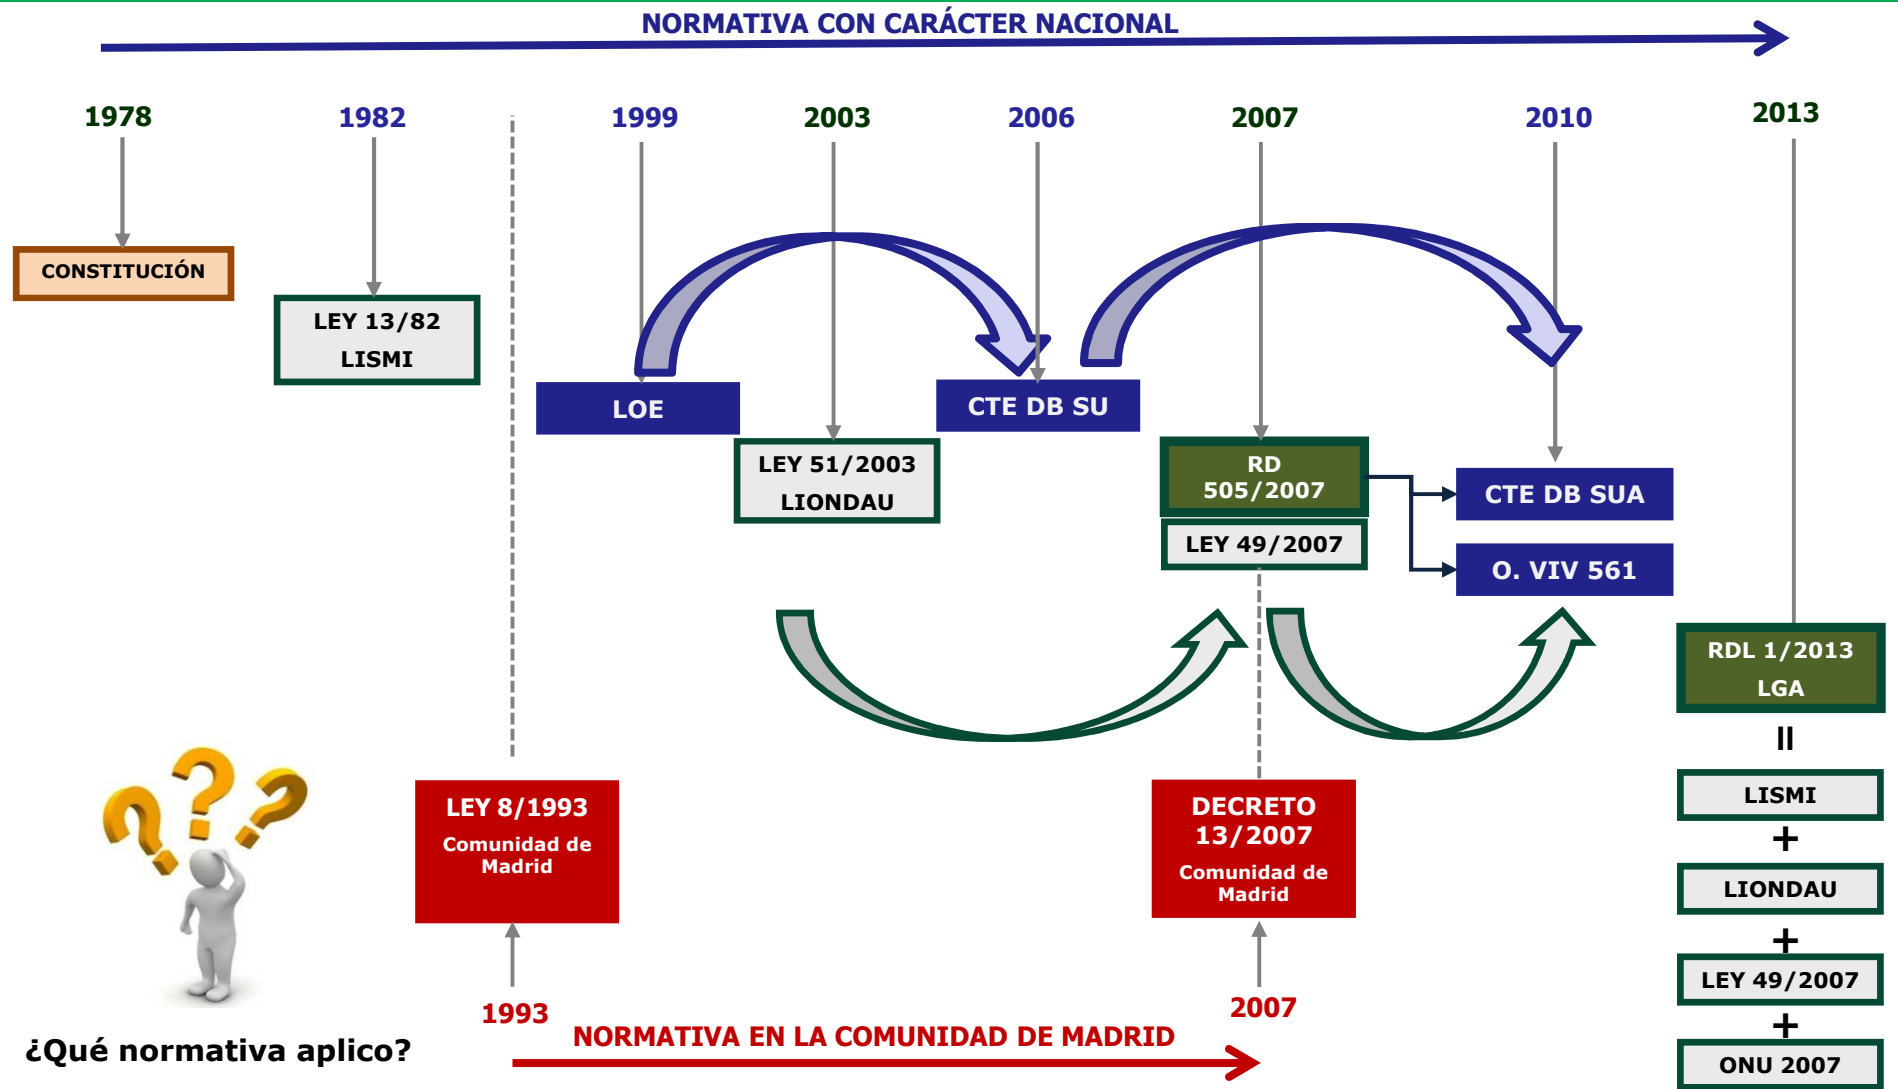 NORMATIVA CON CARÁCTER NACIONAL
1978
1982
1999
2003
2006
2007
2010
2013
CONSTITUCIÓN
LEY 13/82
LISMI
LOE
CTE DB SU
LEY 51/2003
LIONDAU
RD
505/2007
LEY 49/2007
CTE DB SUA
O. VIV 561
RDL 1/2013
LGA
=
LISMI
+
LIONDAU
+
LEY 49/2007
+
ONU 2007
LEY 8/1993
Comunidad de
Madrid
DECRETO
13/2007
Comunidad de
Madrid
1993
2007
NORMATIVA EN LA COMUNIDAD DE MADRID
? ? ?
¿Qué normativa aplico?